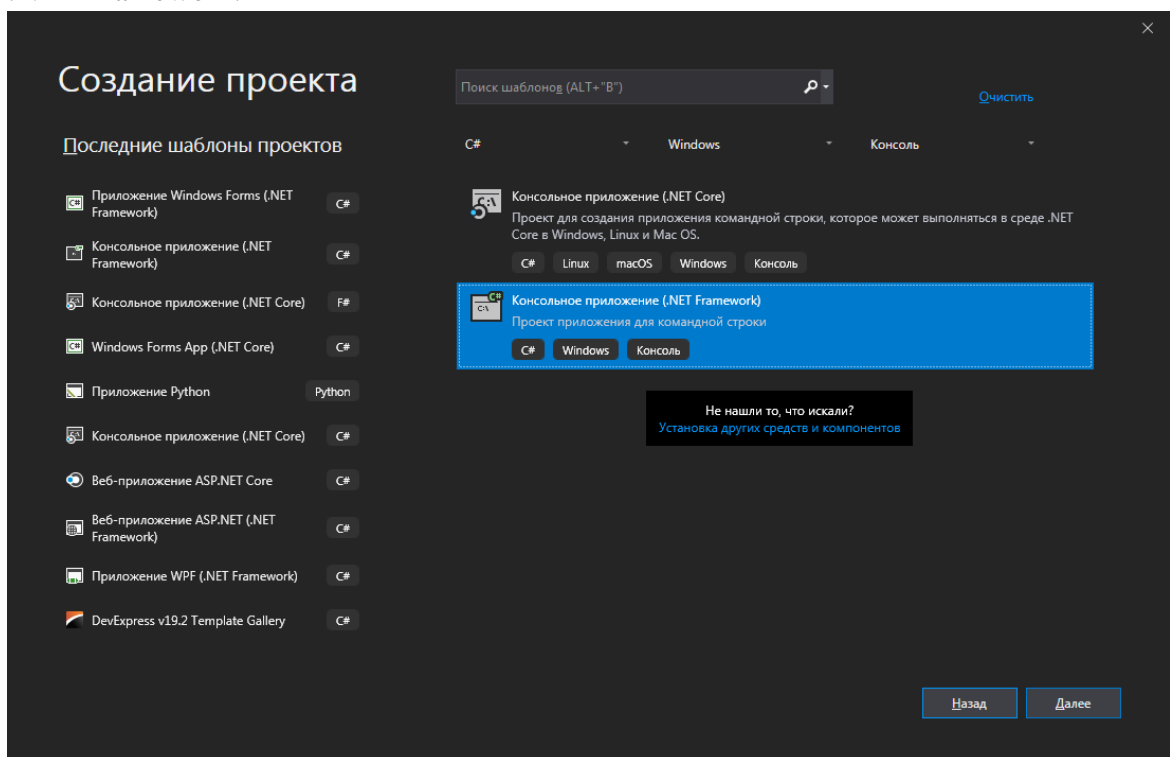 Создание проекта
Поиск шаблонов (ALT+"В")
Очистить
Последние шаблоны проектов
C#
Windows
Консоль
Приложение Windows Forms (.NET
Framework)
C#
Консольное приложение (.NET
Framework)
C#
Консольное приложение (.NET Core)
F#
Windows Forms App (.NET Core)
C#
Приложение Python
Python
Консольное приложение (.NET Core)
C#
Веб-приложение ASP.NET Core
C#
Веб-приложение ASP.NET (.NET
Framework)
C#
Приложение WPF (.NET Framework)
C#
DevExpress v19.2 Template Gallery
C#
Консольное приложение (.NET Core)
Проект для создания приложения командной строки, которое может выполняться в среде .NET
Core в Windows, Linux и Mac OS.
C# Linux macOS Windows Консоль
Консольное приложение (.NET Framework)
Проект приложения для командной строки
C# Windows Консоль
Не нашли то, что искали?
Установка других средств и компонентов
Назад
Далее